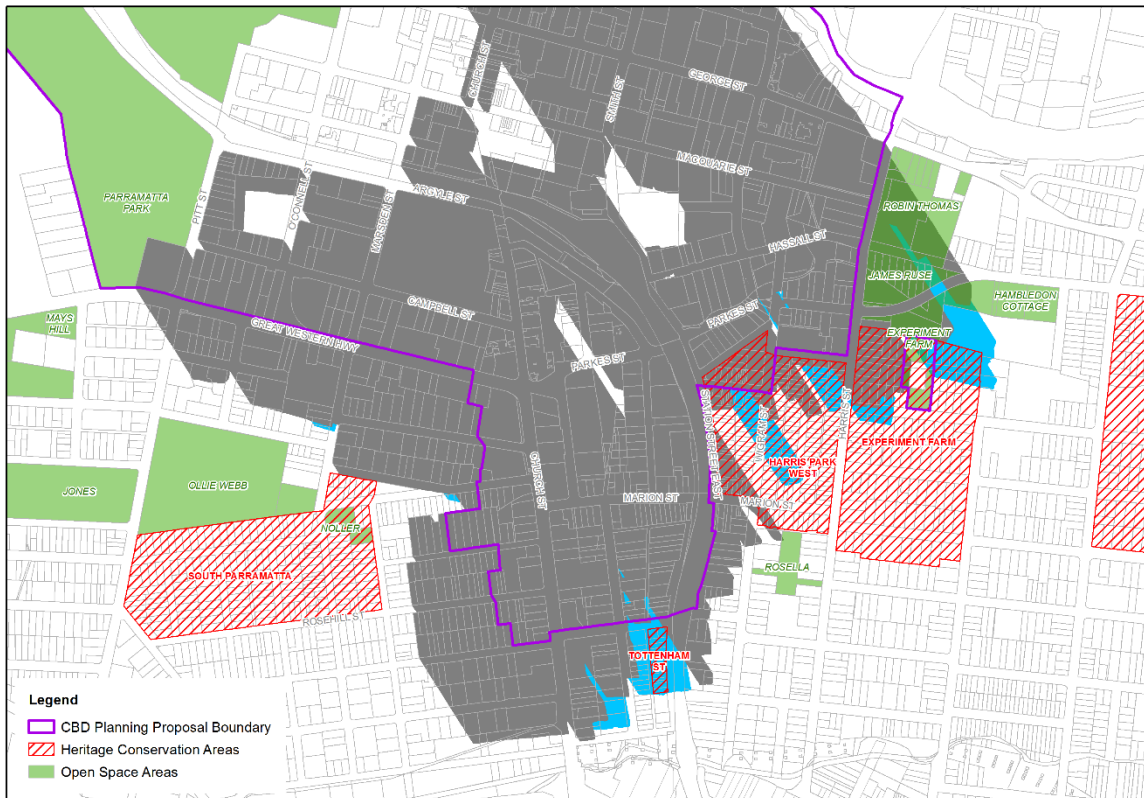 CHURCH ST
SMITH ST
GEORGE ST
MACQUARIE ST
ARGYLE ST
PITT ST
O'CONNELL ST
MARSDEN ST
PARRAMATTA
PARK
ROBIN THOMAS
HASSALL ST
JAMES RUSE
HAMBLEDON
COTTAGE
MAYS
HILL
CAMPBELL ST
GREAT WESTERN HWY
PARKES ST
PARKES ST
EXPERIMENT
FARM
STATION STREET EAST
WIGRAM ST
HARRIS ST
EXPERIMENT FARM
HARRIS PARK
WEST
CHURCH ST
MARION ST
MARION ST
JONES
OLLIE WEBB
NOLLER
SOUTH PARRAMATTA
ROSEHILL ST
ROSELLA
TOTTENHAM
ST
Legend
CBD Planning Proposal Boundary
Heritage Conservation Areas
Open Space Areas